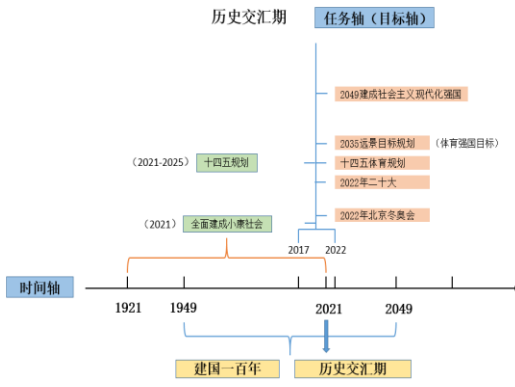 历史交汇期
任务轴（目标轴）
2049建成社会主义现代化强国
2035远景目标规划 （体育强国目标）
（2021-2025） 十四五规划 十四五体育规划
2022年二十大
（2021） 全面建成小康社会 2022年北京冬奥会
2017 2022
时间轴
1921 1949 2021 2049
建国一百年 历史交汇期